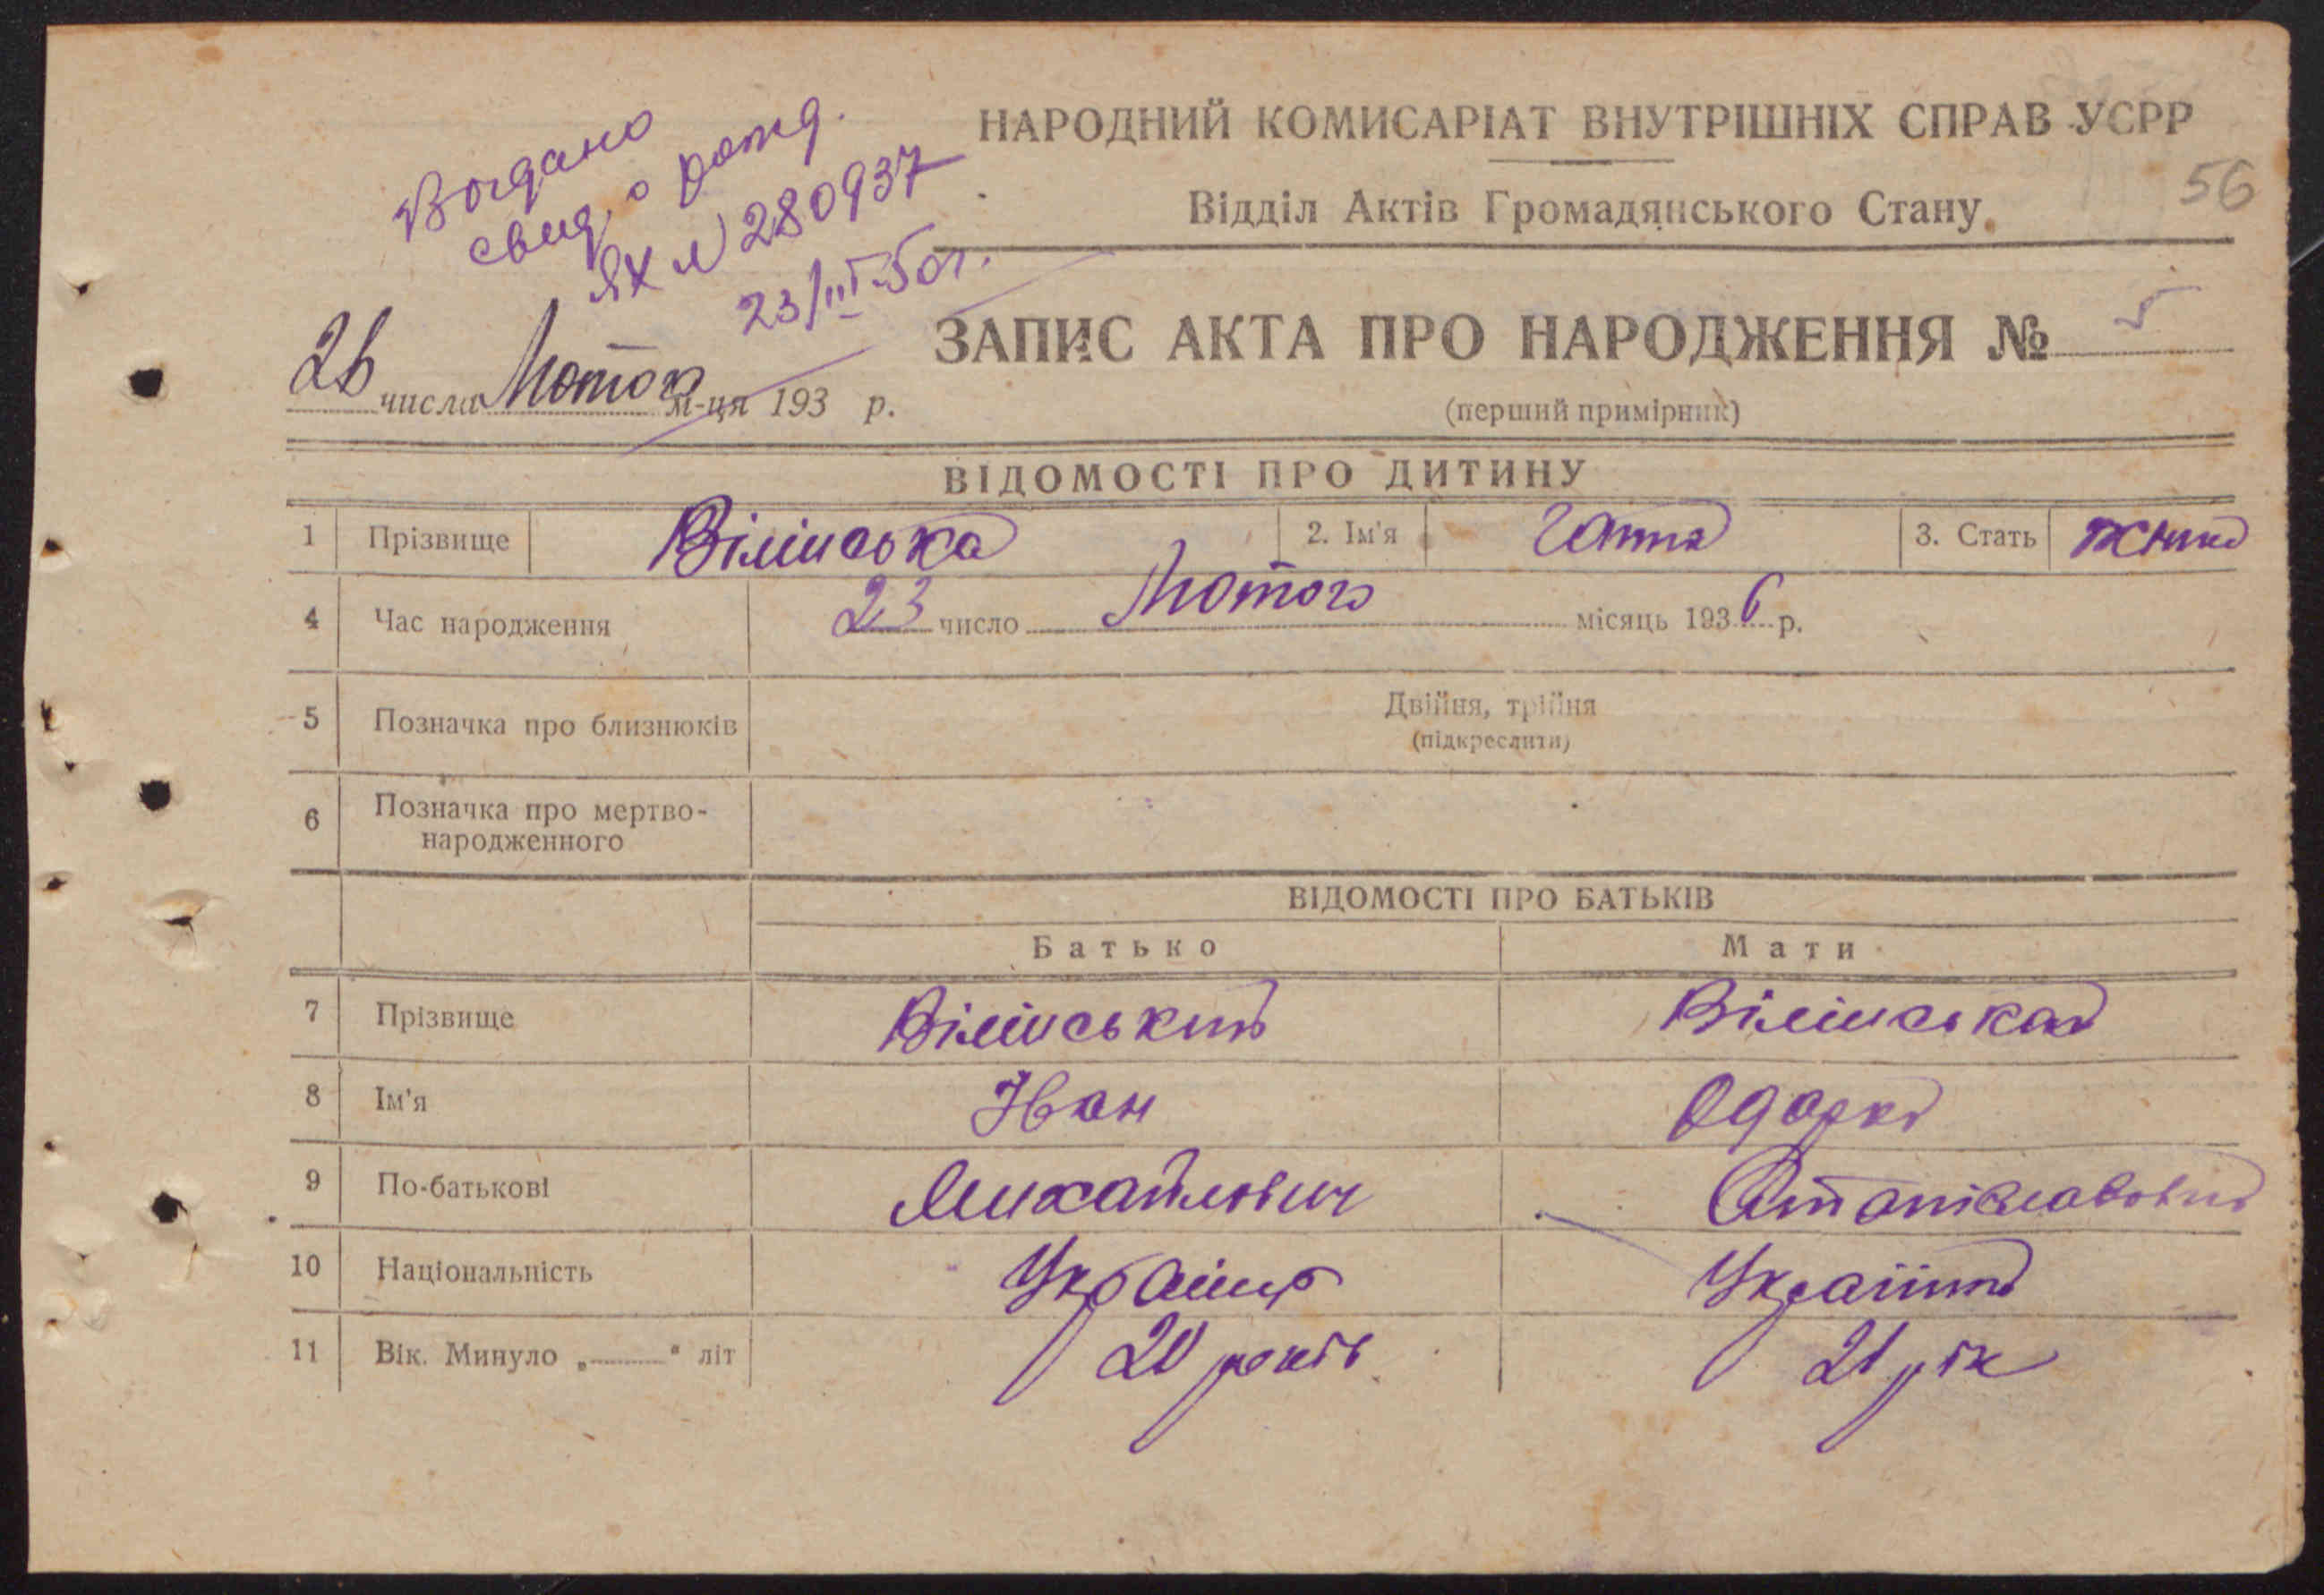 Выдано
свид. о рожд.
ЯХ № 280937
23/III-50г.
НАРОДНИЙ КОМИСАРІАТ ВНУТРІШНІХ СПРАВ УСРР
56
Відділ Актів Громадянського Стану
ЗАПИС АКТА ПРО НАРОДЖЕННЯ № 5
26 числа Лютого м-ця 193 р.
(перший примірник)
ВІДОМОСТІ ПРО ДИТИНУ
1 Прізвище Вілінська 2. Ім'я Ганна 3. Стать
4 Час народження 23 число Лютого місяць 1936 р.
5 Позначка про близнюків Двійня, трійня
(підкреслити)
6 Позначка про мертво-
народженного
ВІДОМОСТІ ПРО БАТЬКІВ
Батько Мати
7 Прізвище Вілінський Вілінська
8 Ім'я Іван Одарка
9 По-батькові Михайлович Станіславовна
10 Національність Українець Українка
11 Вік. Минуло „ " літ 20 років 21 рік